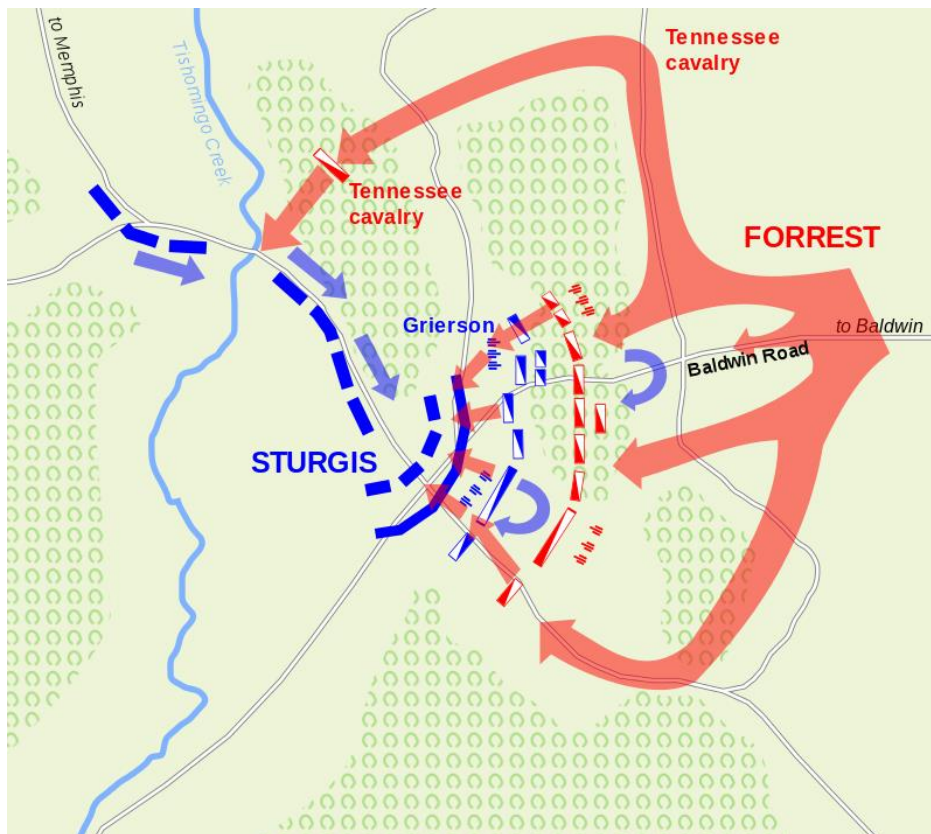 to Memphis
Tishomingo Creek
Tennessee
cavalry
Tennessee
cavalry
FORREST
Grierson
to Baldwin
Baldwin Road
STURGIS